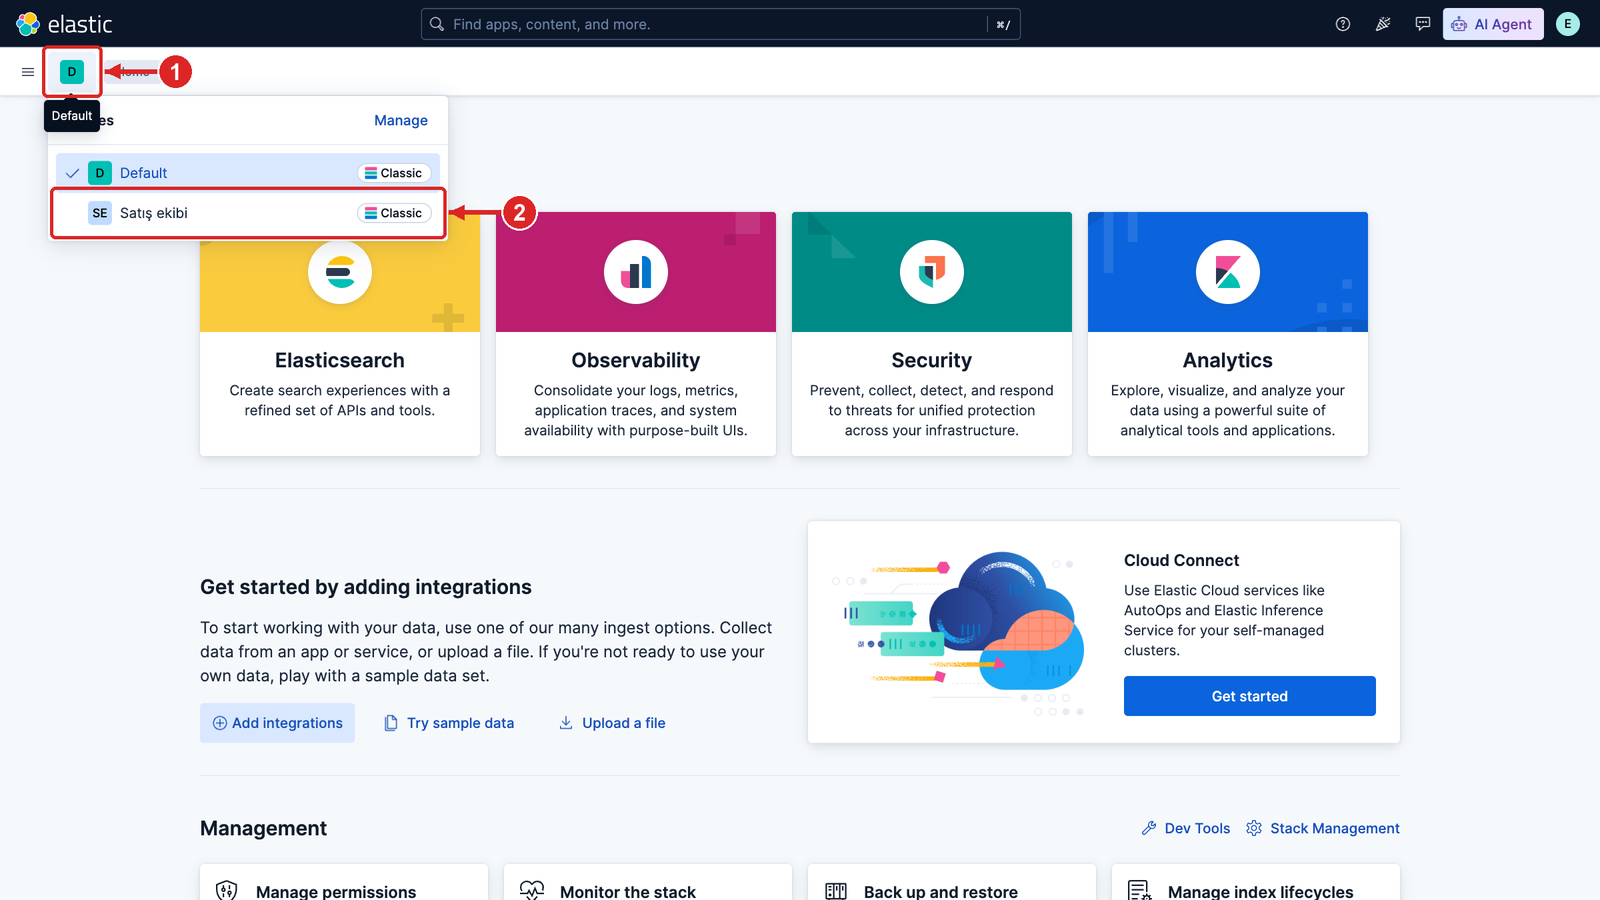 elastic
Find apps, content, and more.
⌘/
AI Agent
E
D
1
Default
Manage
D Default Classic
SE Satış ekibi Classic
2
Elasticsearch
Create search experiences with a
refined set of APIs and tools.
Observability
Consolidate your logs, metrics,
application traces, and system
availability with purpose-built UIs.
Security
Prevent, collect, detect, and respond
to threats for unified protection
across your infrastructure.
Analytics
Explore, visualize, and analyze your
data using a powerful suite of
analytical tools and applications.
Get started by adding integrations
To start working with your data, use one of our many ingest options. Collect
data from an app or service, or upload a file. If you're not ready to use your
own data, play with a sample data set.
Add integrations
Try sample data
Upload a file
Cloud Connect
Use Elastic Cloud services like
AutoOps and Elastic Inference
Service for your self-managed
clusters.
Get started
Management
Dev Tools
Stack Management
Manage permissions
Monitor the stack
Back up and restore
Manage index lifecycles